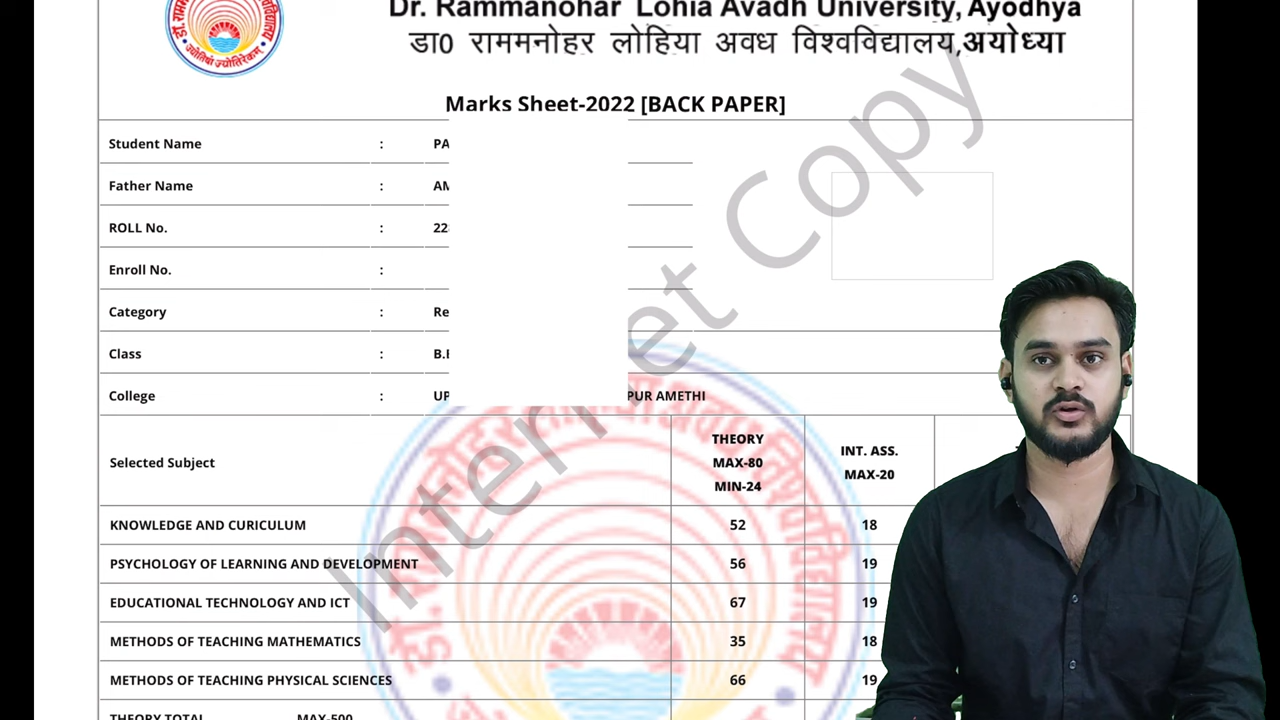 Dr. Rammanohar Lohia Avadh University, Ayodhya
डा0 राममनोहर लोहिया अवध विश्वविद्यालय,अयोध्या
Marks Sheet-2022 [BACK PAPER]
Student Name : PA
Father Name : AM
ROLL No. : 22
Enroll No. :
Category : Re
Class : B.E
College : UP PUR AMETHI
Selected Subject THEORY MAX-80 MIN-24 INT. ASS. MAX-20
KNOWLEDGE AND CURICULUM 52 18
PSYCHOLOGY OF LEARNING AND DEVELOPMENT 56 19
EDUCATIONAL TECHNOLOGY AND ICT 67 19
METHODS OF TEACHING MATHEMATICS 35 18
METHODS OF TEACHING PHYSICAL SCIENCES 66 19
THEORY TOTAL MAX-500
Internet Copy